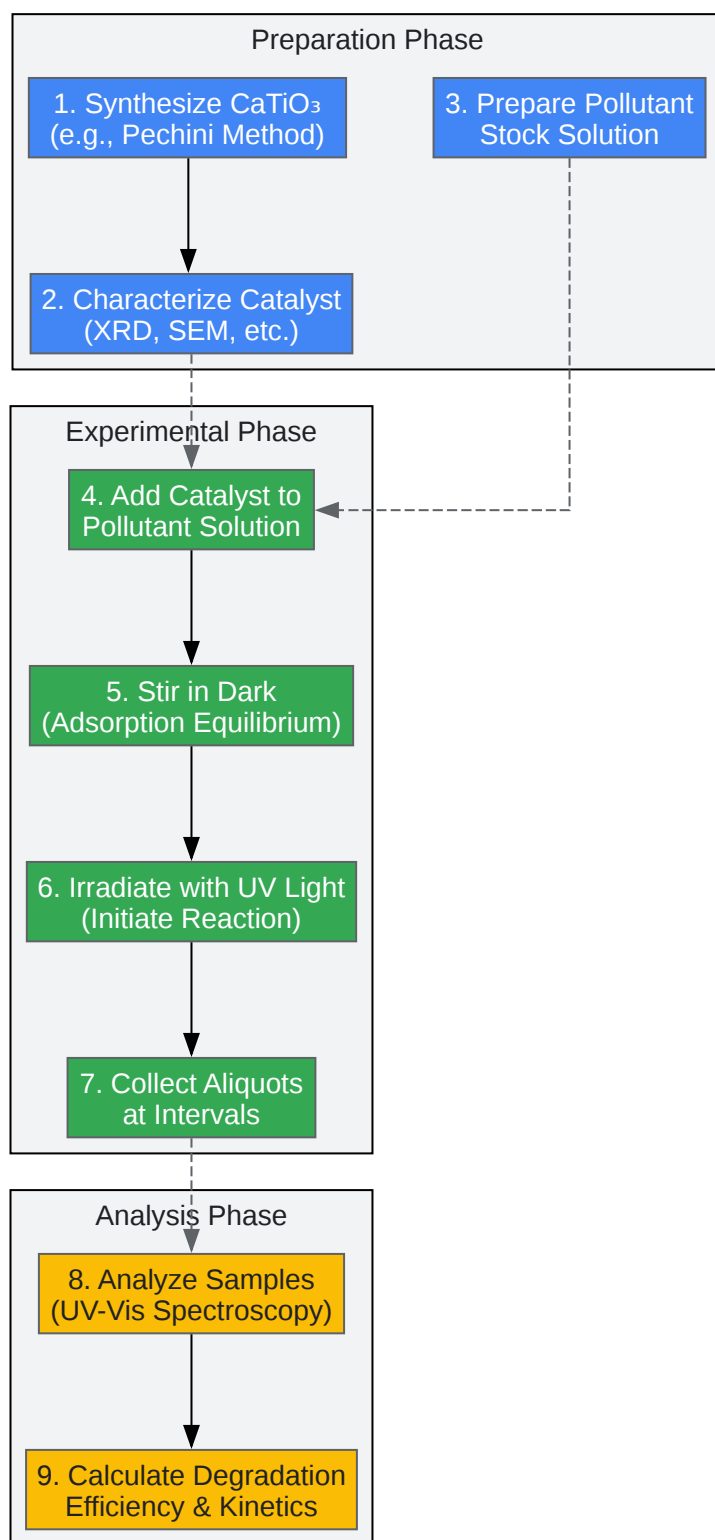 Preparation Phase
1. Synthesize CaTiO₃
(e.g., Pechini Method)
3. Prepare Pollutant
Stock Solution
2. Characterize Catalyst
(XRD, SEM, etc.)
Experimental Phase
4. Add Catalyst to
Pollutant Solution
5. Stir in Dark
(Adsorption Equilibrium)
6. Irradiate with UV Light
(Initiate Reaction)
7. Collect Aliquots
at Intervals
Analysis Phase
8. Analyze Samples
(UV-Vis Spectroscopy)
9. Calculate Degradation
Efficiency & Kinetics